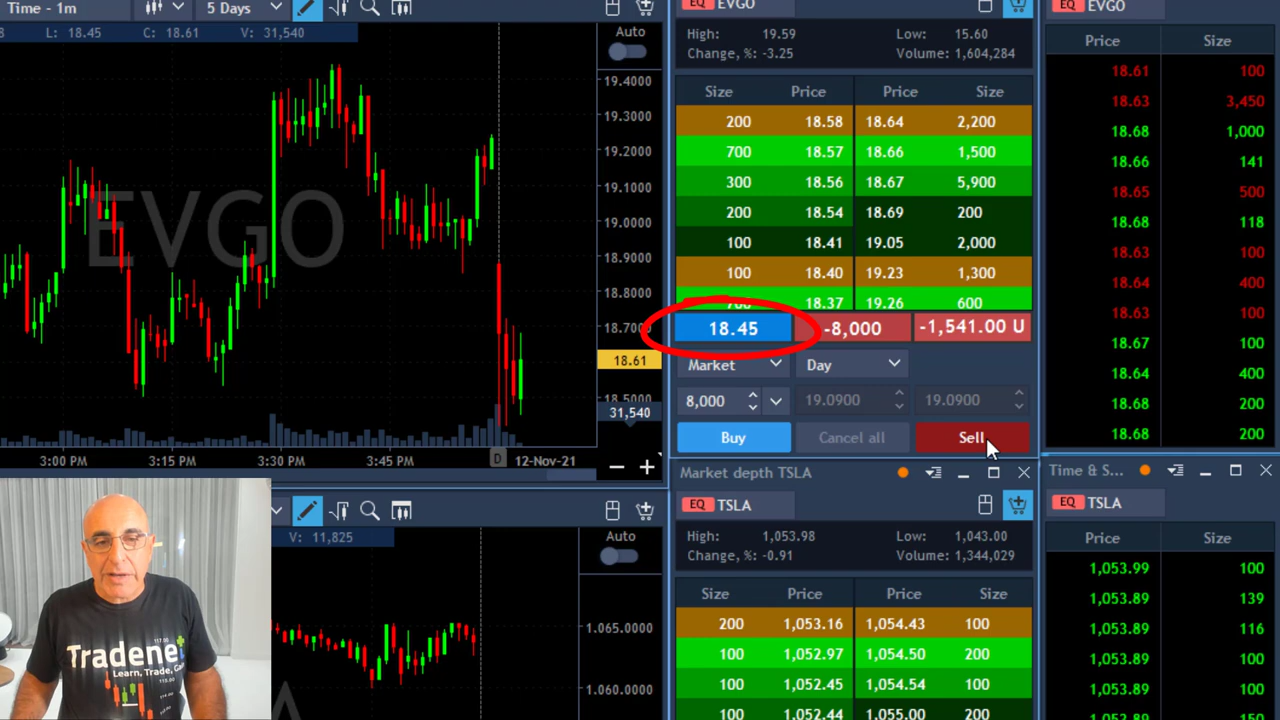 Time - 1m 5 Days
8 L: 18.45 C: 18.61 V: 31,540
Auto
19.4000
19.3000
19.2000
19.1000
19.0000
18.9000
18.8000
18.7000
18.61
18.5000
31,540
EVGO
3:00 PM 3:15 PM 3:30 PM 3:45 PM D 12-Nov-21
EQ EVGO
High: 19.59 Low: 15.60
Change, %: -3.25 Volume: 1,604,284
Size Price Price Size
200 18.58 18.64 2,200
700 18.57 18.66 1,500
300 18.56 18.67 5,900
200 18.54 18.69 200
100 18.41 19.05 2,000
100 18.40 19.23 1,300
700 18.37 19.26 600
18.45 -8,000 -1,541.00 U
Market Day
8,000 19.0900 19.0900
Buy Cancel all Sell
EQ EVGO
Price Size
18.61 100
18.63 3,450
18.68 1,000
18.66 141
18.65 500
18.68 118
18.63 100
18.64 400
18.63 100
18.67 100
18.64 400
18.68 200
18.68 200
V: 11,825
Auto
1,065.0000
1,060.0000
Market depth TSLA
EQ TSLA
High: 1,053.98 Low: 1,043.00
Change, %: -0.91 Volume: 1,344,029
Size Price Price Size
200 1,053.16 1,054.43 100
100 1,052.97 1,054.50 200
100 1,052.45 1,054.54 100
100 1,052.44 1,055.00 200
Time & S...
EQ TSLA
Price Size
1,053.99 100
1,053.89 139
1,053.89 116
1,053.89 100
1,053.89 100
1,053.89 150
Tradene
Learn, Trade,